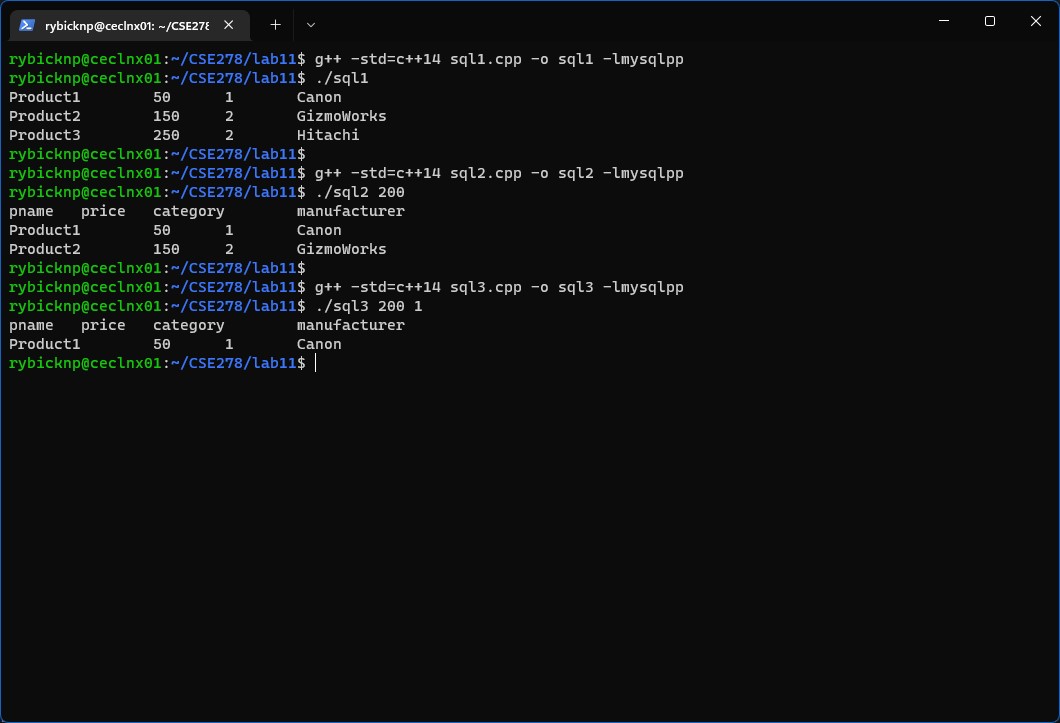 rybicknp@ceclnx01: ~/CSE278
rybicknp@ceclnx01:~/CSE278/lab11$ g++ -std=c++14 sql1.cpp -o sql1 -lmysqlpp
rybicknp@ceclnx01:~/CSE278/lab11$ ./sql1
Product1        50      1       Canon
Product2        150     2       GizmoWorks
Product3        250     2       Hitachi
rybicknp@ceclnx01:~/CSE278/lab11$
rybicknp@ceclnx01:~/CSE278/lab11$ g++ -std=c++14 sql2.cpp -o sql2 -lmysqlpp
rybicknp@ceclnx01:~/CSE278/lab11$ ./sql2 200
pname   price   category        manufacturer
Product1        50      1       Canon
Product2        150     2       GizmoWorks
rybicknp@ceclnx01:~/CSE278/lab11$
rybicknp@ceclnx01:~/CSE278/lab11$ g++ -std=c++14 sql3.cpp -o sql3 -lmysqlpp
rybicknp@ceclnx01:~/CSE278/lab11$ ./sql3 200 1
pname   price   category        manufacturer
Product1        50      1       Canon
rybicknp@ceclnx01:~/CSE278/lab11$